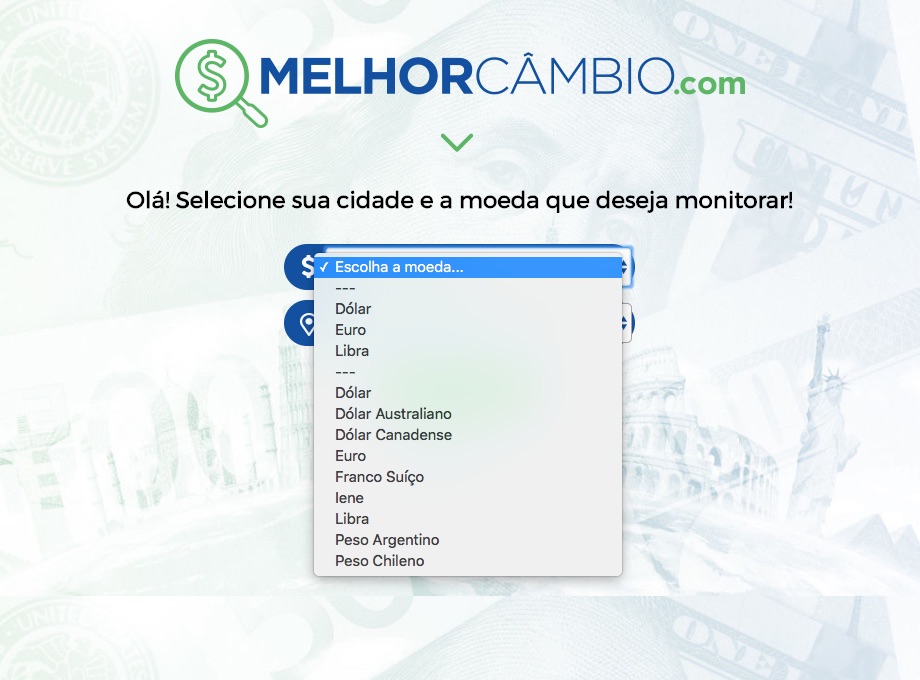 MELHORCÂMBIO.com
Olá! Selecione sua cidade e a moeda que deseja monitorar!
$
✓ Escolha a moeda...
---
Dólar
Euro
Libra
---
Dólar
Dólar Australiano
Dólar Canadense
Euro
Franco Suíço
Iene
Libra
Peso Argentino
Peso Chileno